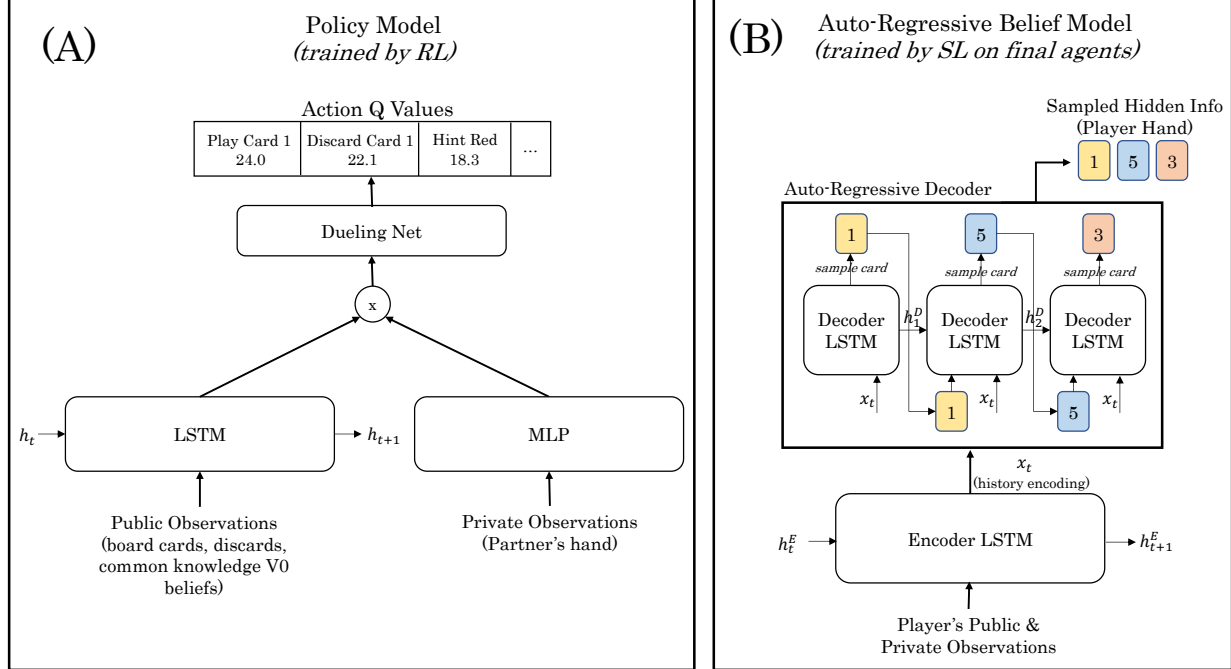 (A)
Policy Model
(trained by RL)
Action Q Values
Play Card 1
24.0
Discard Card 1
22.1
Hint Red
18.3
...
Dueling Net
x
h_t
LSTM
h_{t+1}
MLP
Public Observations
(board cards, discards,
common knowledge V0
beliefs)
Private Observations
(Partner's hand)
(B)
Auto-Regressive Belief Model
(trained by SL on final agents)
Sampled Hidden Info
(Player Hand)
1 5 3
Auto-Regressive Decoder
1 5 3
sample card sample card sample card
Decoder
LSTM
h_1^D
Decoder
LSTM
h_2^D
Decoder
LSTM
x_t x_t x_t
1 5
x_t
(history encoding)
h_t^E
Encoder LSTM
h_{t+1}^E
Player's Public &
Private Observations